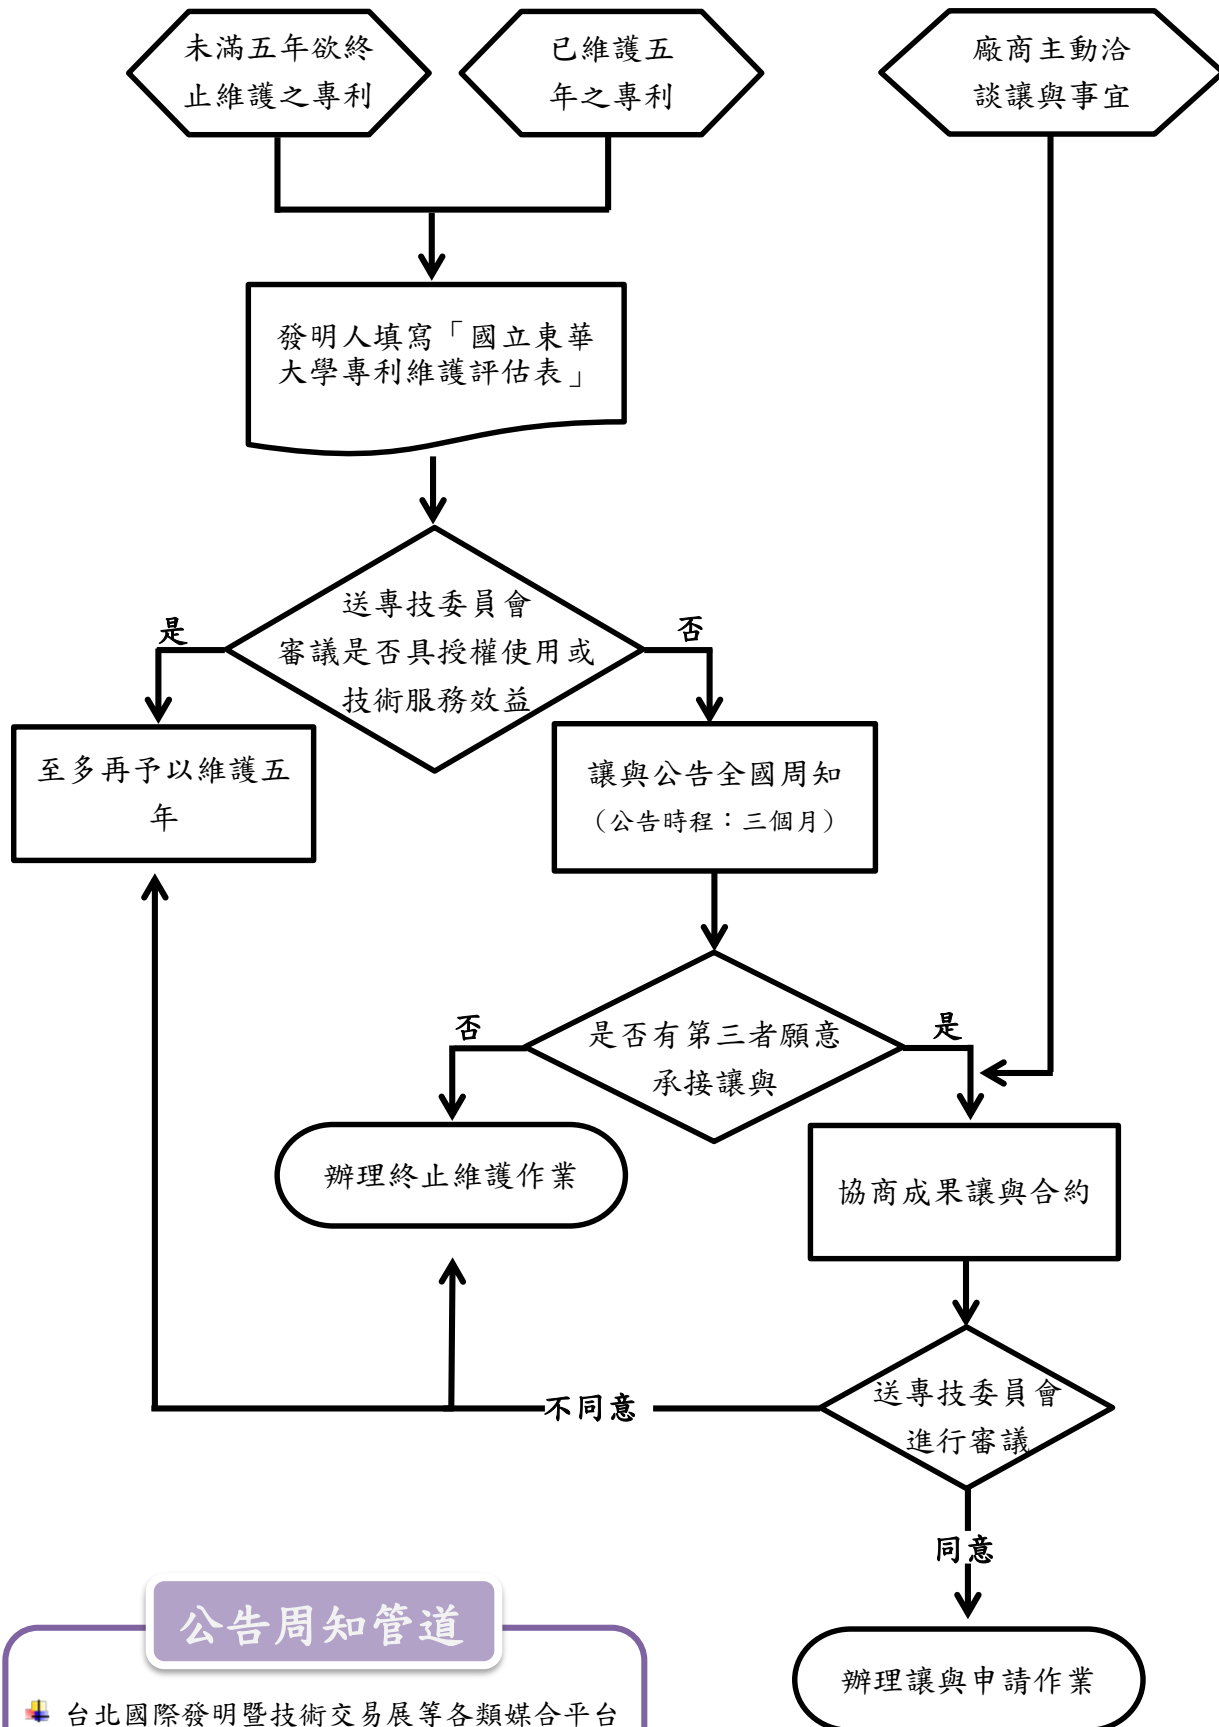 未滿五年欲終
止維護之專利
已維護五
年之專利
廠商主動洽
談讓與事宜
發明人填寫「國立東華
大學專利維護評估表」
送專技委員會
審議是否具授權使用或
技術服務效益
是
否
至多再予以維護五
年
讓與公告全國周知
（公告時程：三個月）
是否有第三者願意
承接讓與
否
是
辦理終止維護作業
協商成果讓與合約
送專技委員會
進行審議
不同意
同意
辦理讓與申請作業
公告周知管道
台北國際發明暨技術交易展等各類媒合平台